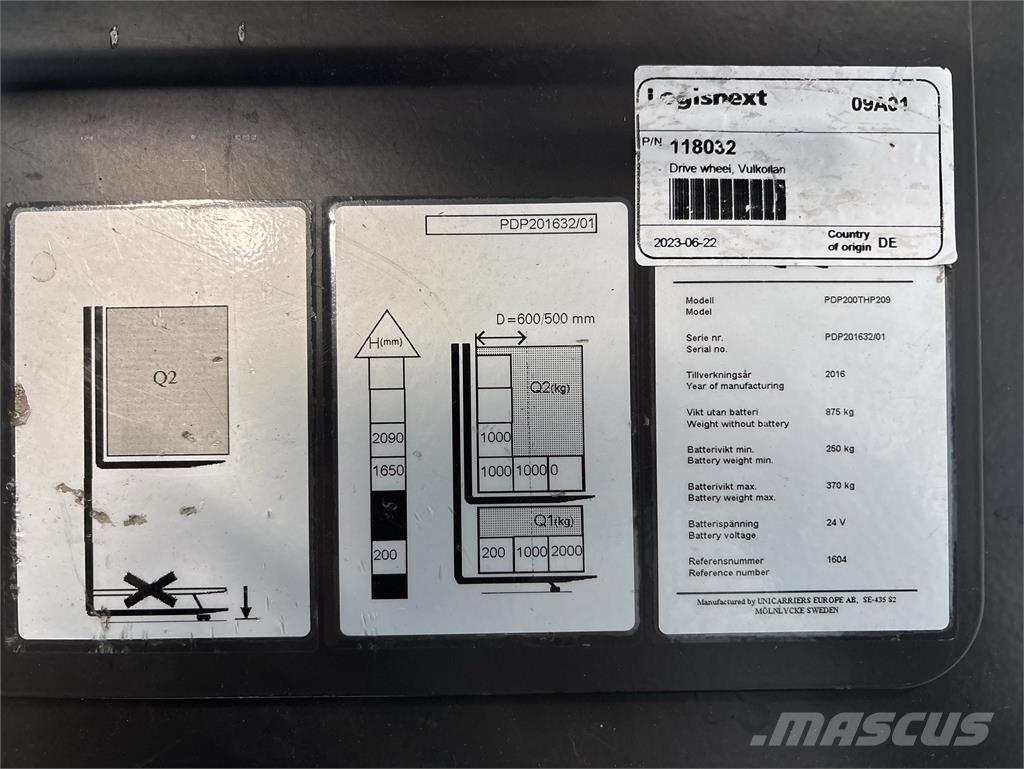 Logisnext 09A01
P/N 118032
Drive wheel, Vulkollan
2023-06-22 Country of origin DE
Q2
PDP201632/01
D=600/500 mm
H(mm)
Q2(kg)
2090 1000
1650 1000 1000 0
Q1(kg)
200 200 1000 2000
Modell PDP200THP209
Model
Serie nr. PDP201632/01
Serial no.
Tillverkningsår 2016
Year of manufacturing
Vikt utan batteri 875 kg
Weight without battery
Batterivikt min. 250 kg
Battery weight min.
Batterivikt max. 370 kg
Battery weight max.
Batterispänning 24 V
Battery voltage
Referensnummer 1604
Reference number
Manufactured by UNICARRIERS EUROPE AB, SE-435 82
MÖLNLYCKE SWEDEN
MASCUS